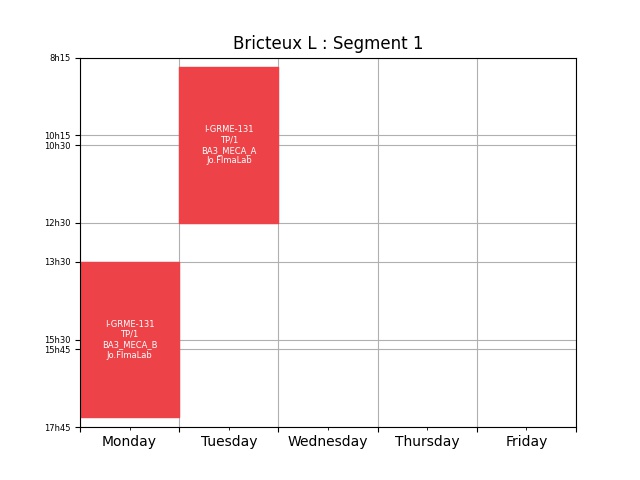 Bricteux L : Segment 1
8h15
10h15
10h30
12h30
13h30
15h30
15h45
17h45
I-GRME-131
TP/1
BA3_MECA_A
Jo.FlmaLab
I-GRME-131
TP/1
BA3_MECA_B
Jo.FlmaLab
Monday
Tuesday
Wednesday
Thursday
Friday